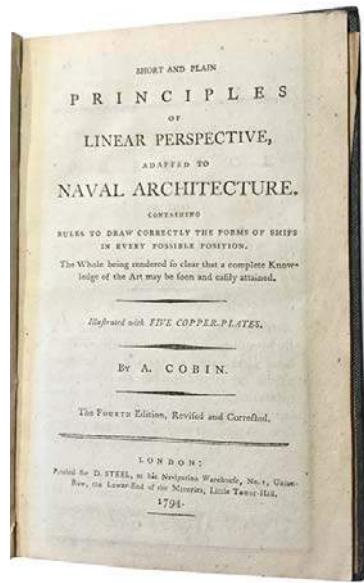 SHORT AND PLAIN
PRINCIPLES
OF
LINEAR PERSPECTIVE,
ADAPTED TO
NAVAL ARCHITECTURE.
CONTAINING
RULES TO DRAW CORRECTLY THE FORMS OF SHIPS
IN EVERY POSSIBLE POSITION.
The Whole being rendered ſo clear that a complete Know-
ledge of the Art may be ſoon and eaſily attained.
Illuſtrated with FIVE COPPER-PLATES.
BY A. COBIN.
The FOURTH Edition, Reviſed and Corrected.
LONDON:
Printed for D. STEEL, at his Navigation Warehouſe, No. 1, Union-
Row, the Lower-End of the Minories, Little Tower-Hill.
1794.